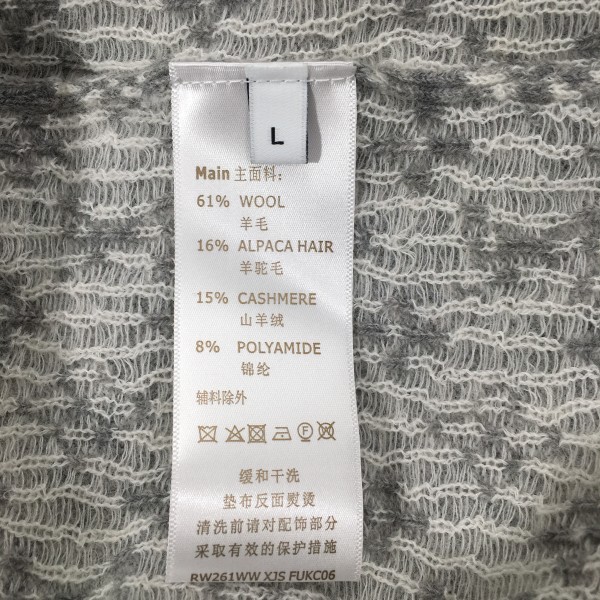 L
Main 主面料:
61% WOOL
羊毛
16% ALPACA HAIR
羊驼毛
15% CASHMERE
山羊绒
8% POLYAMIDE
锦纶
辅料除外
缓和干洗
垫布反面熨烫
清洗前请对配饰部分
采取有效的保护措施
RW261WW XJS FUKC06